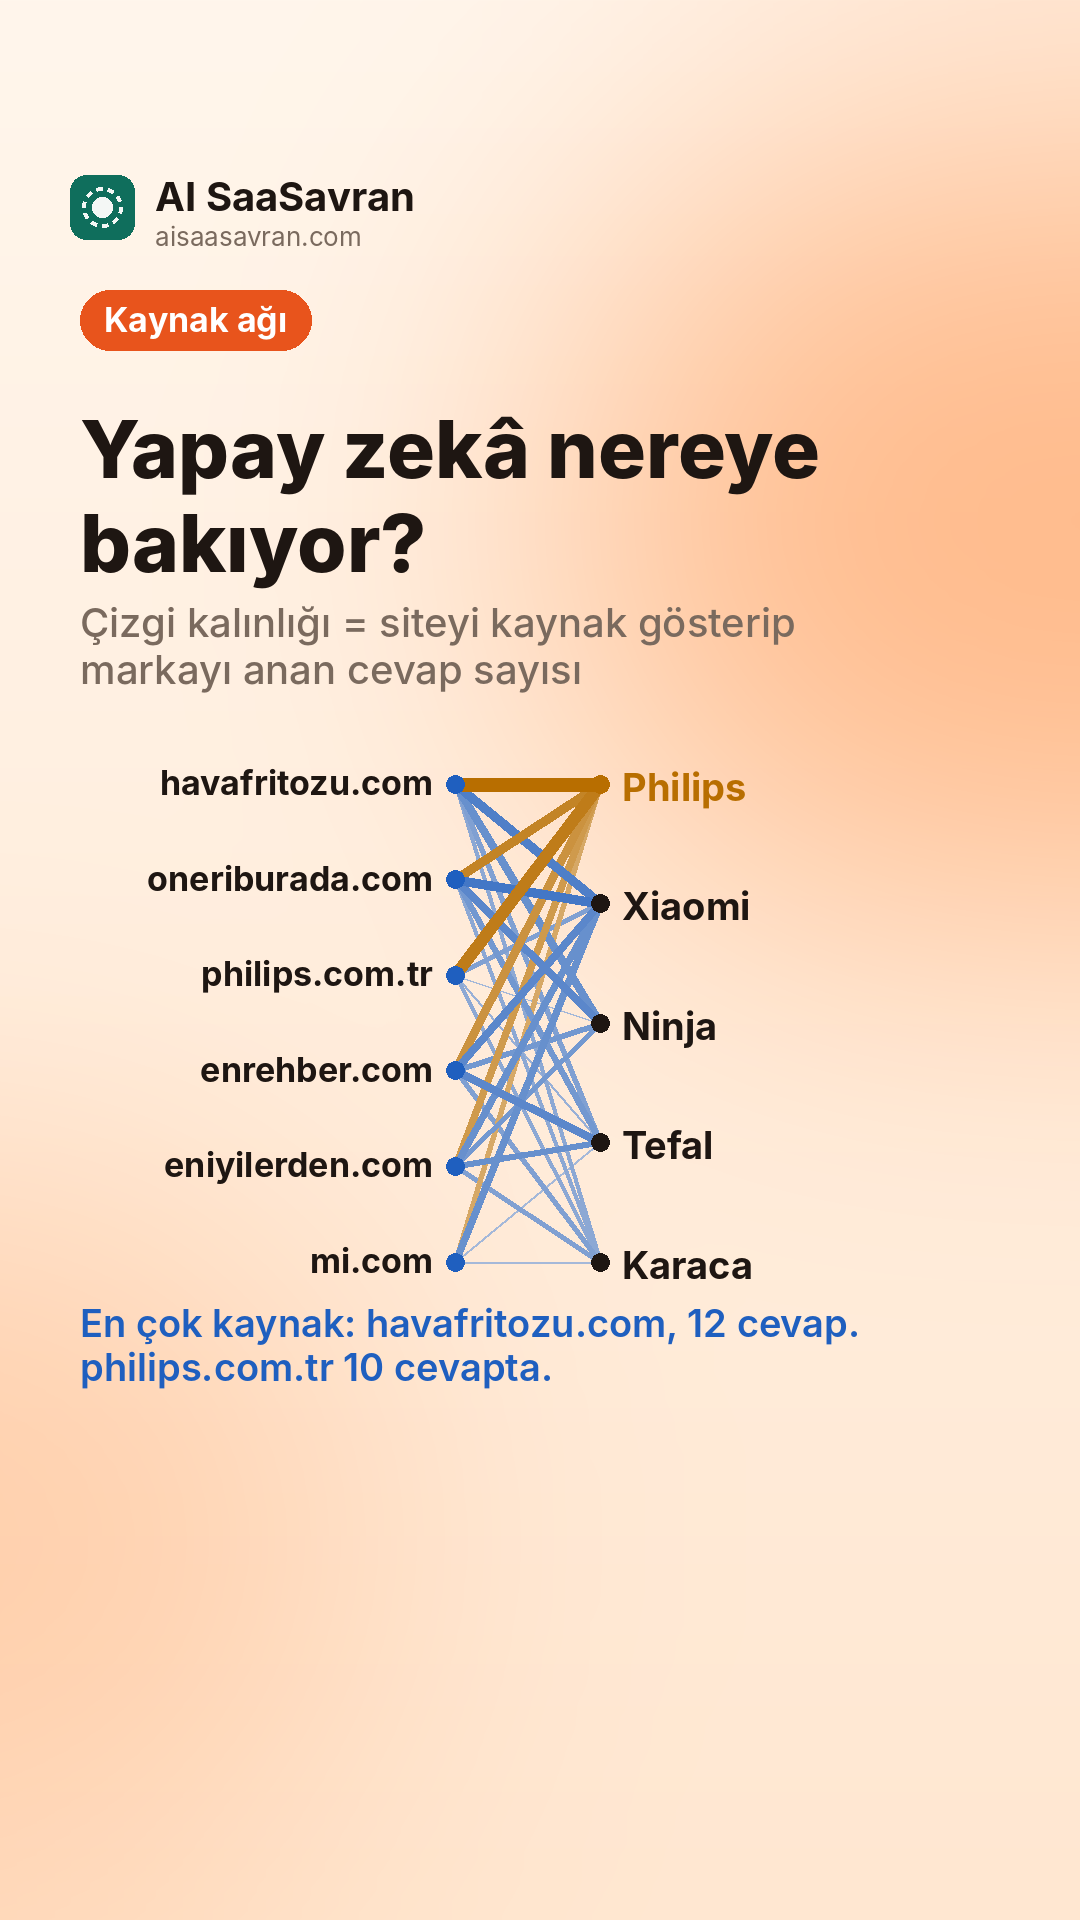 AI SaaSavran
aisaasavran.com
Kaynak ağı
Yapay zekâ nereye
bakıyor?
Çizgi kalınlığı = siteyi kaynak gösterip
markayı anan cevap sayısı
havafritozu.com
Philips
oneriburada.com
Xiaomi
philips.com.tr
Ninja
enrehber.com
Tefal
eniyilerden.com
mi.com
Karaca
En çok kaynak: havafritozu.com, 12 cevap.
philips.com.tr 10 cevapta.